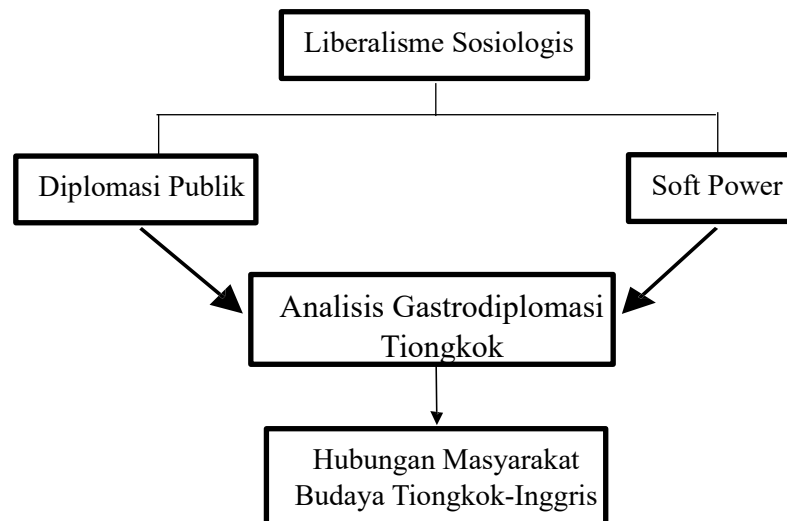 Liberalisme Sosiologis
Diplomasi Publik
Soft Power
Analisis Gastrodiplomasi
Tiongkok
Hubungan Masyarakat
Budaya Tiongkok-Inggris